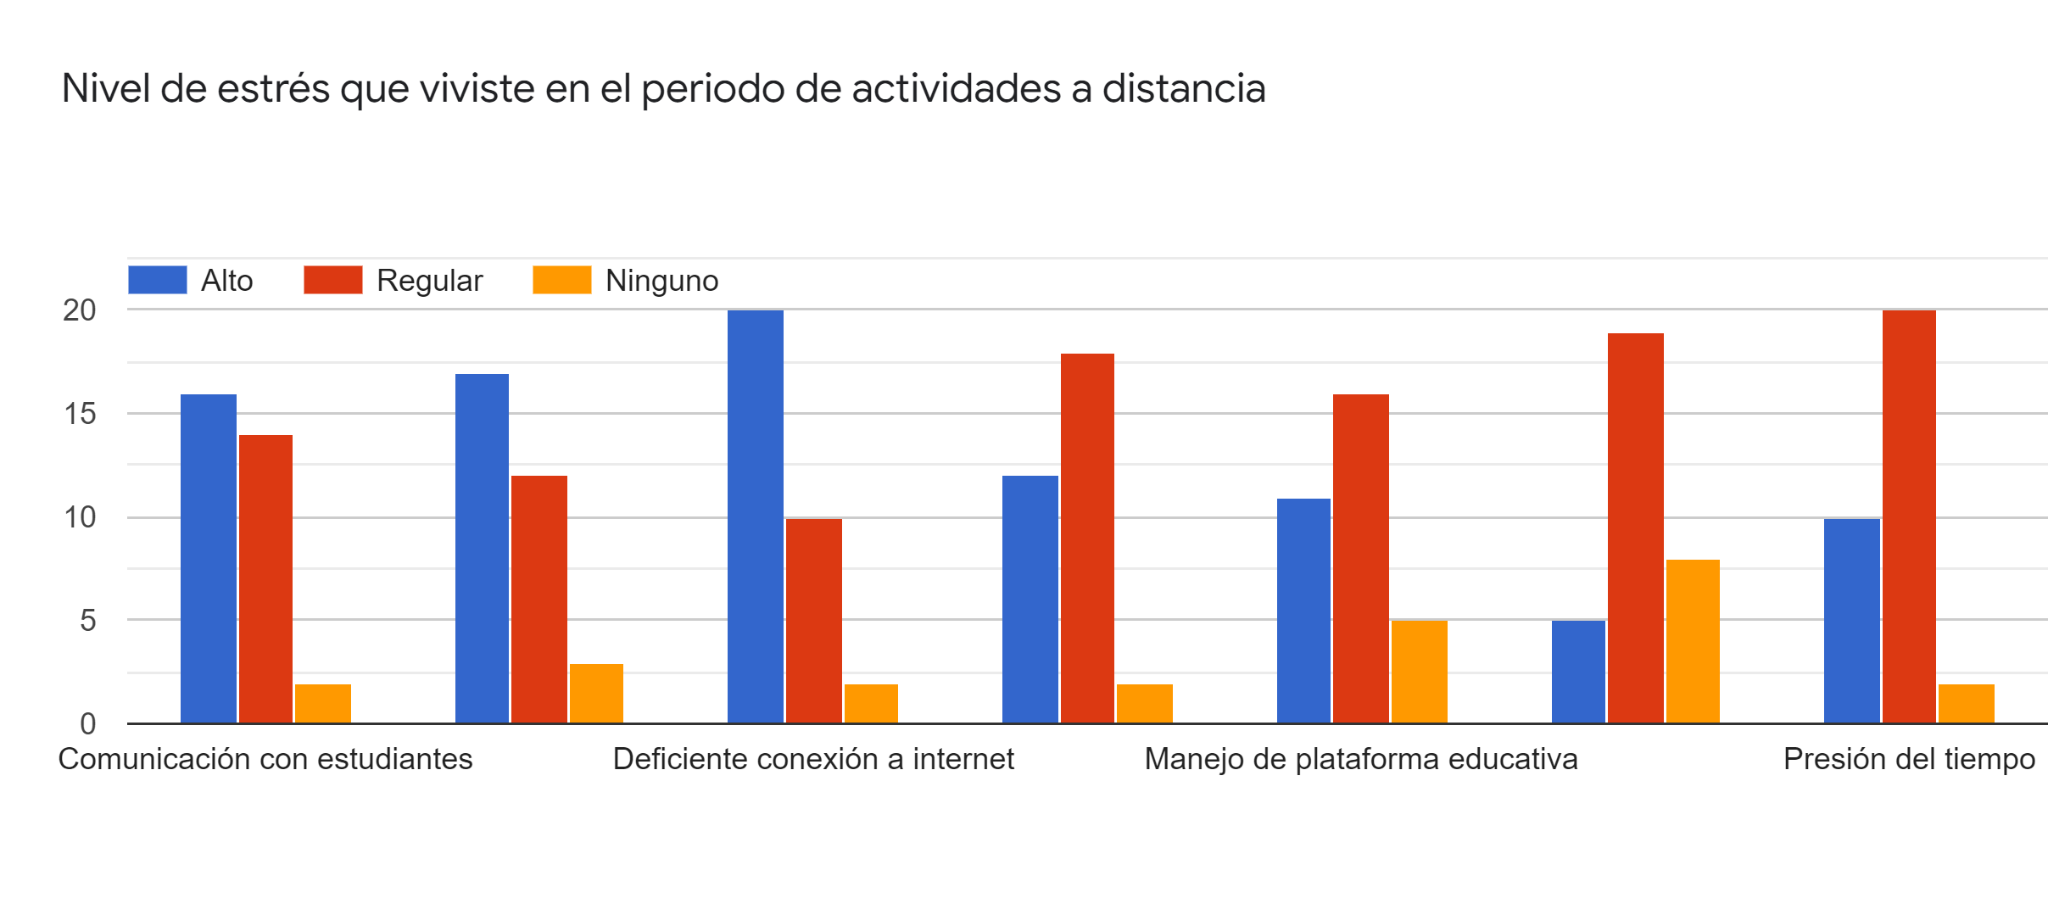 Nivel de estrés que viviste en el periodo de actividades a distancia
Alto Regular Ninguno
20
15
10
5
0
Comunicación con estudiantes Deficiente conexión a internet Manejo de plataforma educativa Presión del tiempo